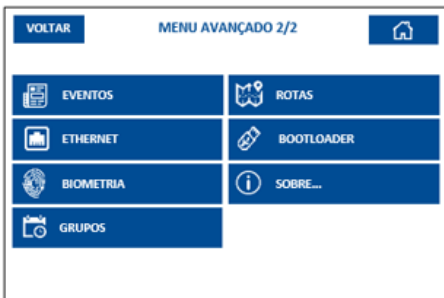 VOLTAR MENU AVANÇADO 2/2
EVENTOS ROTAS
ETHERNET BOOTLOADER
BIOMETRIA SOBRE...
GRUPOS